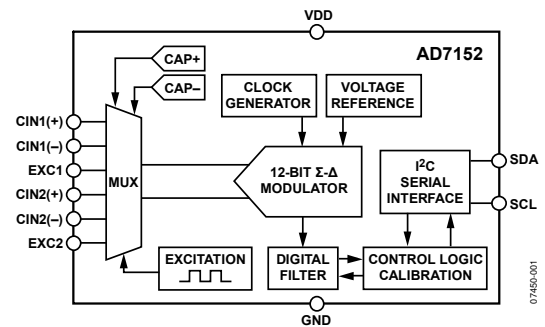 VDD
AD7152
CAP+
CAP–
CLOCK
GENERATOR
VOLTAGE
REFERENCE
CIN1(+)
CIN1(–)
EXC1
CIN2(+)
CIN2(–)
EXC2
MUX
12-BIT Σ-Δ
MODULATOR
I²C
SERIAL
INTERFACE
SDA
SCL
EXCITATION
DIGITAL
FILTER
CONTROL LOGIC
CALIBRATION
GND
07450-001